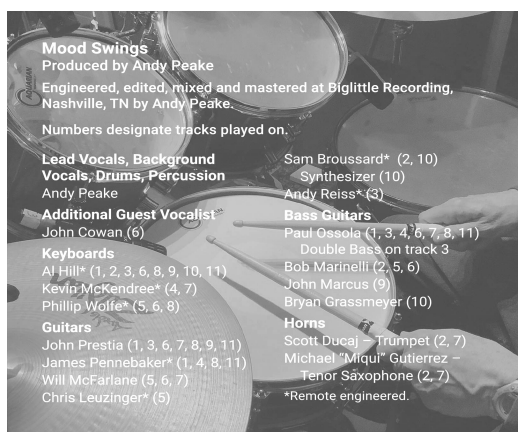 Mood Swings
Produced by Andy Peake
Engineered, edited, mixed and mastered at Biglittle Recording,
Nashville, TN by Andy Peake.
Numbers designate tracks played on.
Lead Vocals, Background
Vocals, Drums, Percussion
Andy Peake
Additional Guest Vocalist
John Cowan (6)
Keyboards
Al Hill* (1, 2, 3, 6, 8, 9, 10, 11)
Kevin McKendree* (4, 7)
Phillip Wolfe* (5, 6, 8)
Guitars
John Prestia (1, 3, 6, 7, 8, 9, 11)
James Pennebaker* (1, 4, 8, 11)
Will McFarlane (5, 6, 7)
Chris Leuzinger* (5)
Sam Broussard* (2, 10)
Synthesizer (10)
Andy Reiss* (3)
Bass Guitars
Paul Ossola (1, 3, 4, 6, 7, 8, 11)
Double Bass on track 3
Bob Marinelli (2, 5, 6)
John Marcus (9)
Bryan Grassmeyer (10)
Horns
Scott Ducaj – Trumpet (2, 7)
Michael “Miqui” Gutierrez –
Tenor Saxophone (2, 7)
*Remote engineered.
AQUARIAN